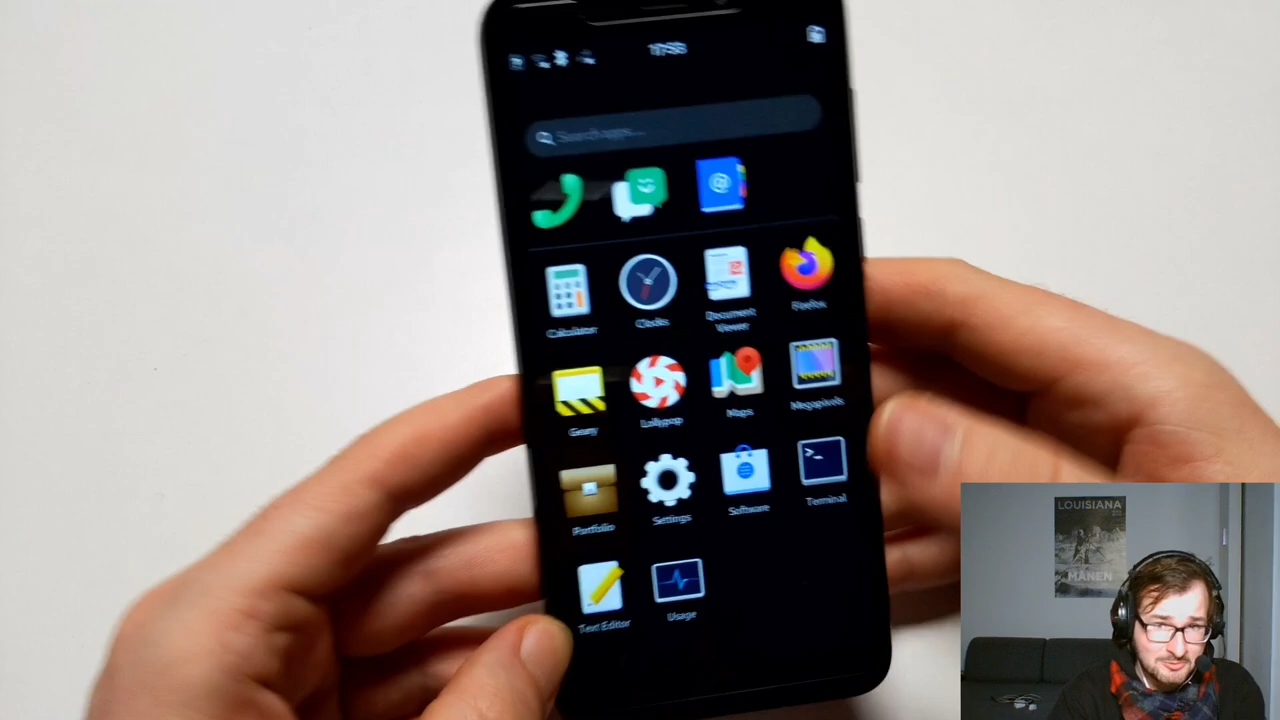 Search apps...
Calculator
Clocks
Document
Viewer
Firefox
Geary
Lollypop
Maps
Megapixels
Portfolio
Settings
Software
Terminal
Text Editor
Usage
LOUISIANA
MÅNEN